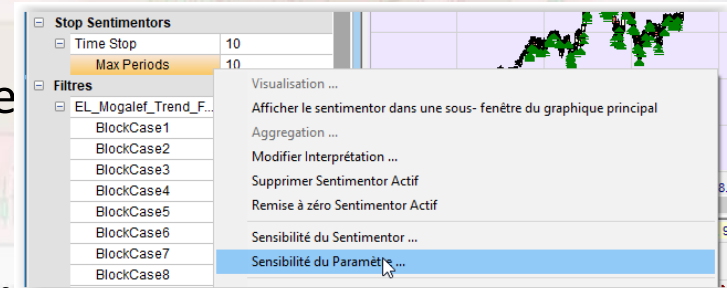 Stop Sentimentors
Time Stop 10
Max Periods 10
Filtres
EL_Mogalef_Trend_F...
BlockCase1
BlockCase2
BlockCase3
BlockCase4
BlockCase5
BlockCase6
BlockCase7
BlockCase8
Visualisation ...
Afficher le sentimentor dans une sous- fenêtre du graphique principal
Aggregation ...
Modifier Interprétation ...
Supprimer Sentimentor Actif
Remise à zéro Sentimentor Actif
Sensibilité du Sentimentor ...
Sensibilité du Paramètre ...
e